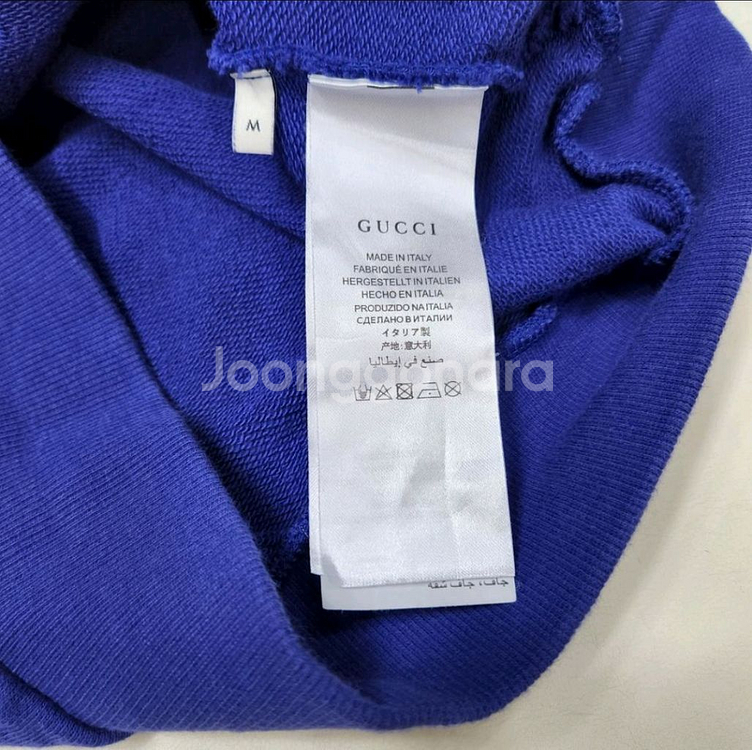 M
GUCCI
MADE IN ITALY
FABRIQUÉ EN ITALIE
HERGESTELLT IN ITALIEN
HECHO EN ITALIA
PRODUZIDO NA ITALIA
СДЕЛАНО В ИТАЛИИ
イタリア製
产地:意大利
صنع في إيطاليا
Joongaonara